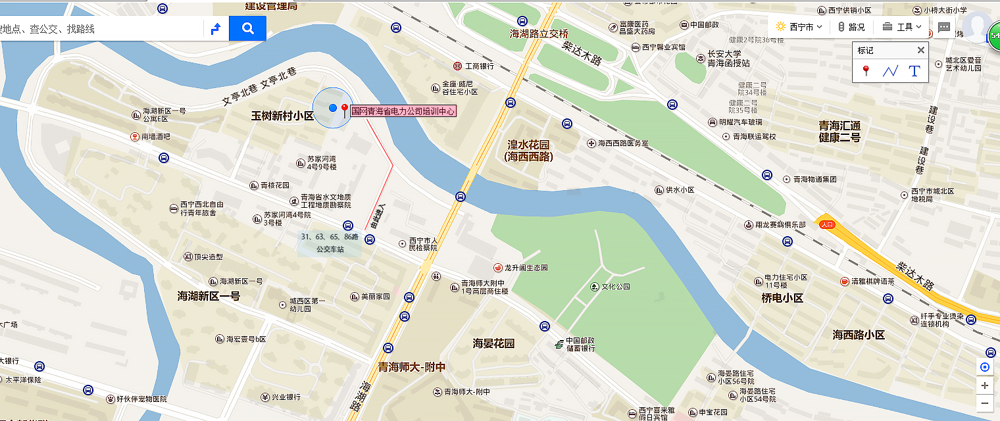 建设管理局
搜地点、查公交、找路线
海湖路立交桥
柴达木路
富康医药
昌盛大药房
中国邮政
西宁供销小区
小桥大街小学
西宁市
路况
工具
54
健康2号院36号楼
西宁馨业宾馆
长安大学
青海函授站
标记
T
城北区爱音
艺术幼儿园
工商银行
金座·威尼
谷住宅小区
文亭北巷
文亭北巷
健康二号
院34号楼
健康二号
院35号楼
海湖新区一号
公寓E区
玉树新村小区
国网青海省电力公司培训中心
南墙酒吧
明耀汽车玻璃
青海联运驾校
青海汇通
健康二号
建设巷
建设巷
湟水花园
(海西西路)
海西西路医务室
苏家河湾
4号9号楼
青核花园
青海物通集团
供水小区
西宁市城北区
地税局
青海省水文地质
工程地质勘察院
西宁西北自由
行青年旅舍
苏家河湾4号院
3号楼
由此进入
31、63、65、86路
公交车站
西宁市人
民检察院
翔龙赛鸽俱乐部
入口
顶尖造型
龙升阁生态园
海湖新区一号
海湖新区一号
青海师大附中
1号高层商住楼
文化公园
电力住宅小区
11号楼
清雅棋牌语茶
柴达木路
桥电小区
城西区第一
幼儿园
美丽家园
纤手专业烫染
连锁机构
木广场
海宏壹号b区
海晏花园
中国邮政
储蓄银行
海西路小区
大银行
太平洋保险
青海师大-附中
海湖路
青海师大-附中
海晏路住宅
小区56号院
海晏路住宅
小区54号院
好伙伴宠物医院
兴业银行
西宁喜来雅
假日宾馆
申宝花园